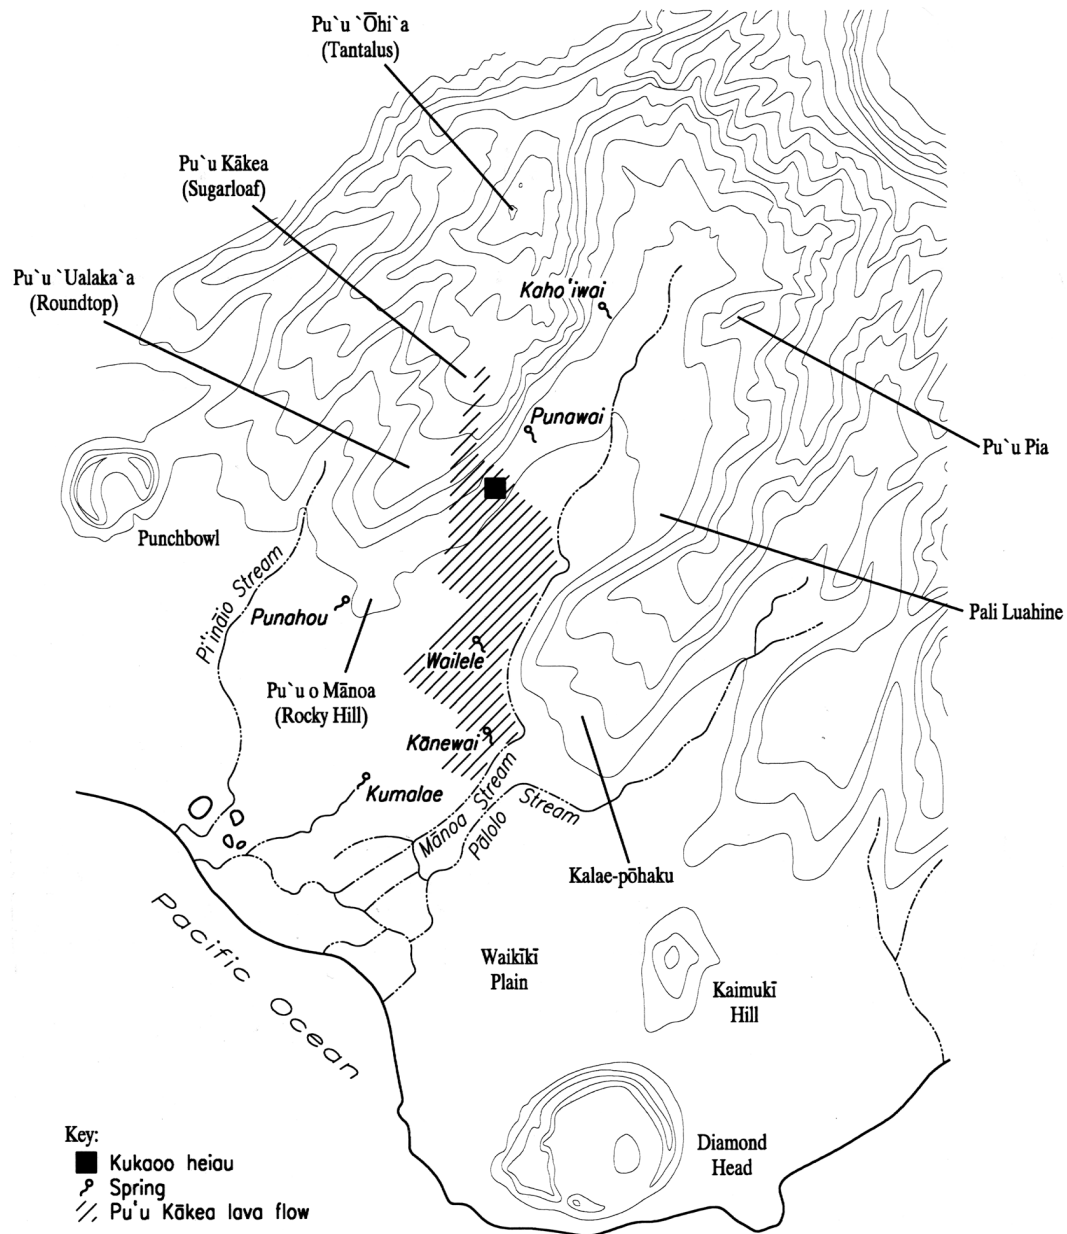 Pu`u `Ōhi`a
(Tantalus)
Pu`u Kākea
(Sugarloaf)
Pu`u `Ualaka`a
(Roundtop)
Kaho'iwai
Punawai
Pu`u Pia
Punchbowl
Pi'ināio Stream
Punahou
Pali Luahine
Wailele
Pu`u o Mānoa
(Rocky Hill)
Kānewai
Kumalae
Mānoa Stream
Pālolo Stream
Kalae-pōhaku
Pacific Ocean
Waikīkī
Plain
Kaimukī
Hill
Diamond
Head
Key:
Kukaoo heiau
Spring
Pu'u Kākea lava flow